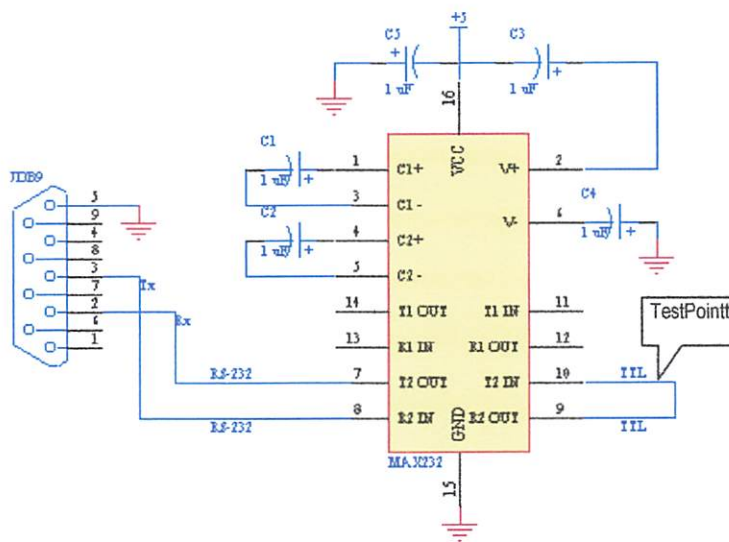 +5
C5
C3
+
1 uF
1 uF
+
16
VCC
C1
1 uF
+
1
C1+
V+
2
3
C1-
C2
1 uF
+
4
C2+
V-
6
C4
1 uF
+
5
C2-
JDB9
5
9
4
8
3
7
2
6
1
Tx
Rx
14
T1 OUT
T1 IN
11
13
R1 IN
R1 OUT
12
TestPoint
RS-232
7
T2 OUT
T2 IN
10
TTL
RS-232
8
R2 IN
R2 OUT
9
TTL
GND
MAX232
15